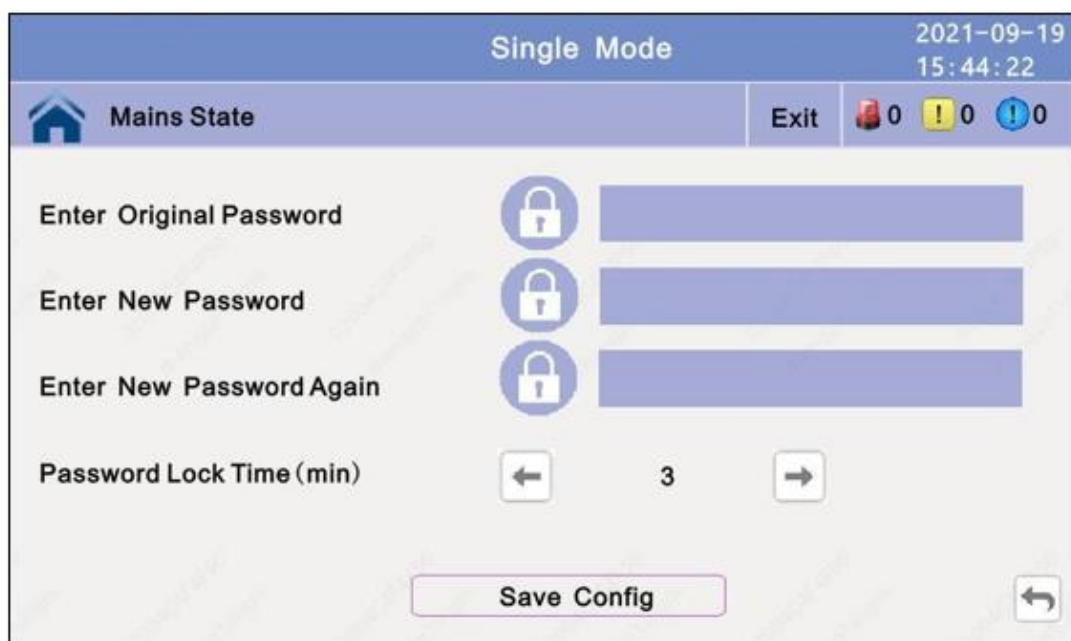 Single Mode
2021-09-19
15:44:22
Mains State
Exit
0
! 0
! 0
Enter Original Password
Enter New Password
Enter New Password Again
Password Lock Time(min)
3
Save Config